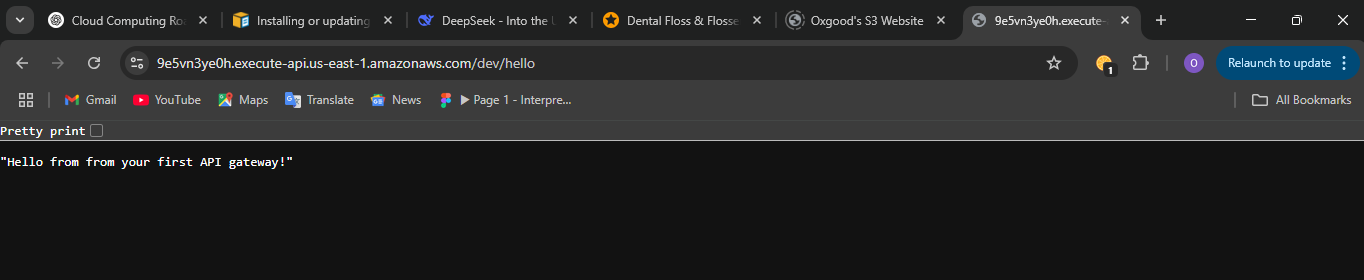 Cloud Computing Ro
Installing or updating
DeepSeek - Into the U
Dental Floss & Flosse
Oxgood's S3 Website
9e5vn3ye0h.execute-
9e5vn3ye0h.execute-api.us-east-1.amazonaws.com/dev/hello
1
O
Relaunch to update
Gmail
YouTube
Maps
Translate
News
Page 1 - Interpre...
All Bookmarks
Pretty print
"Hello from from your first API gateway!"